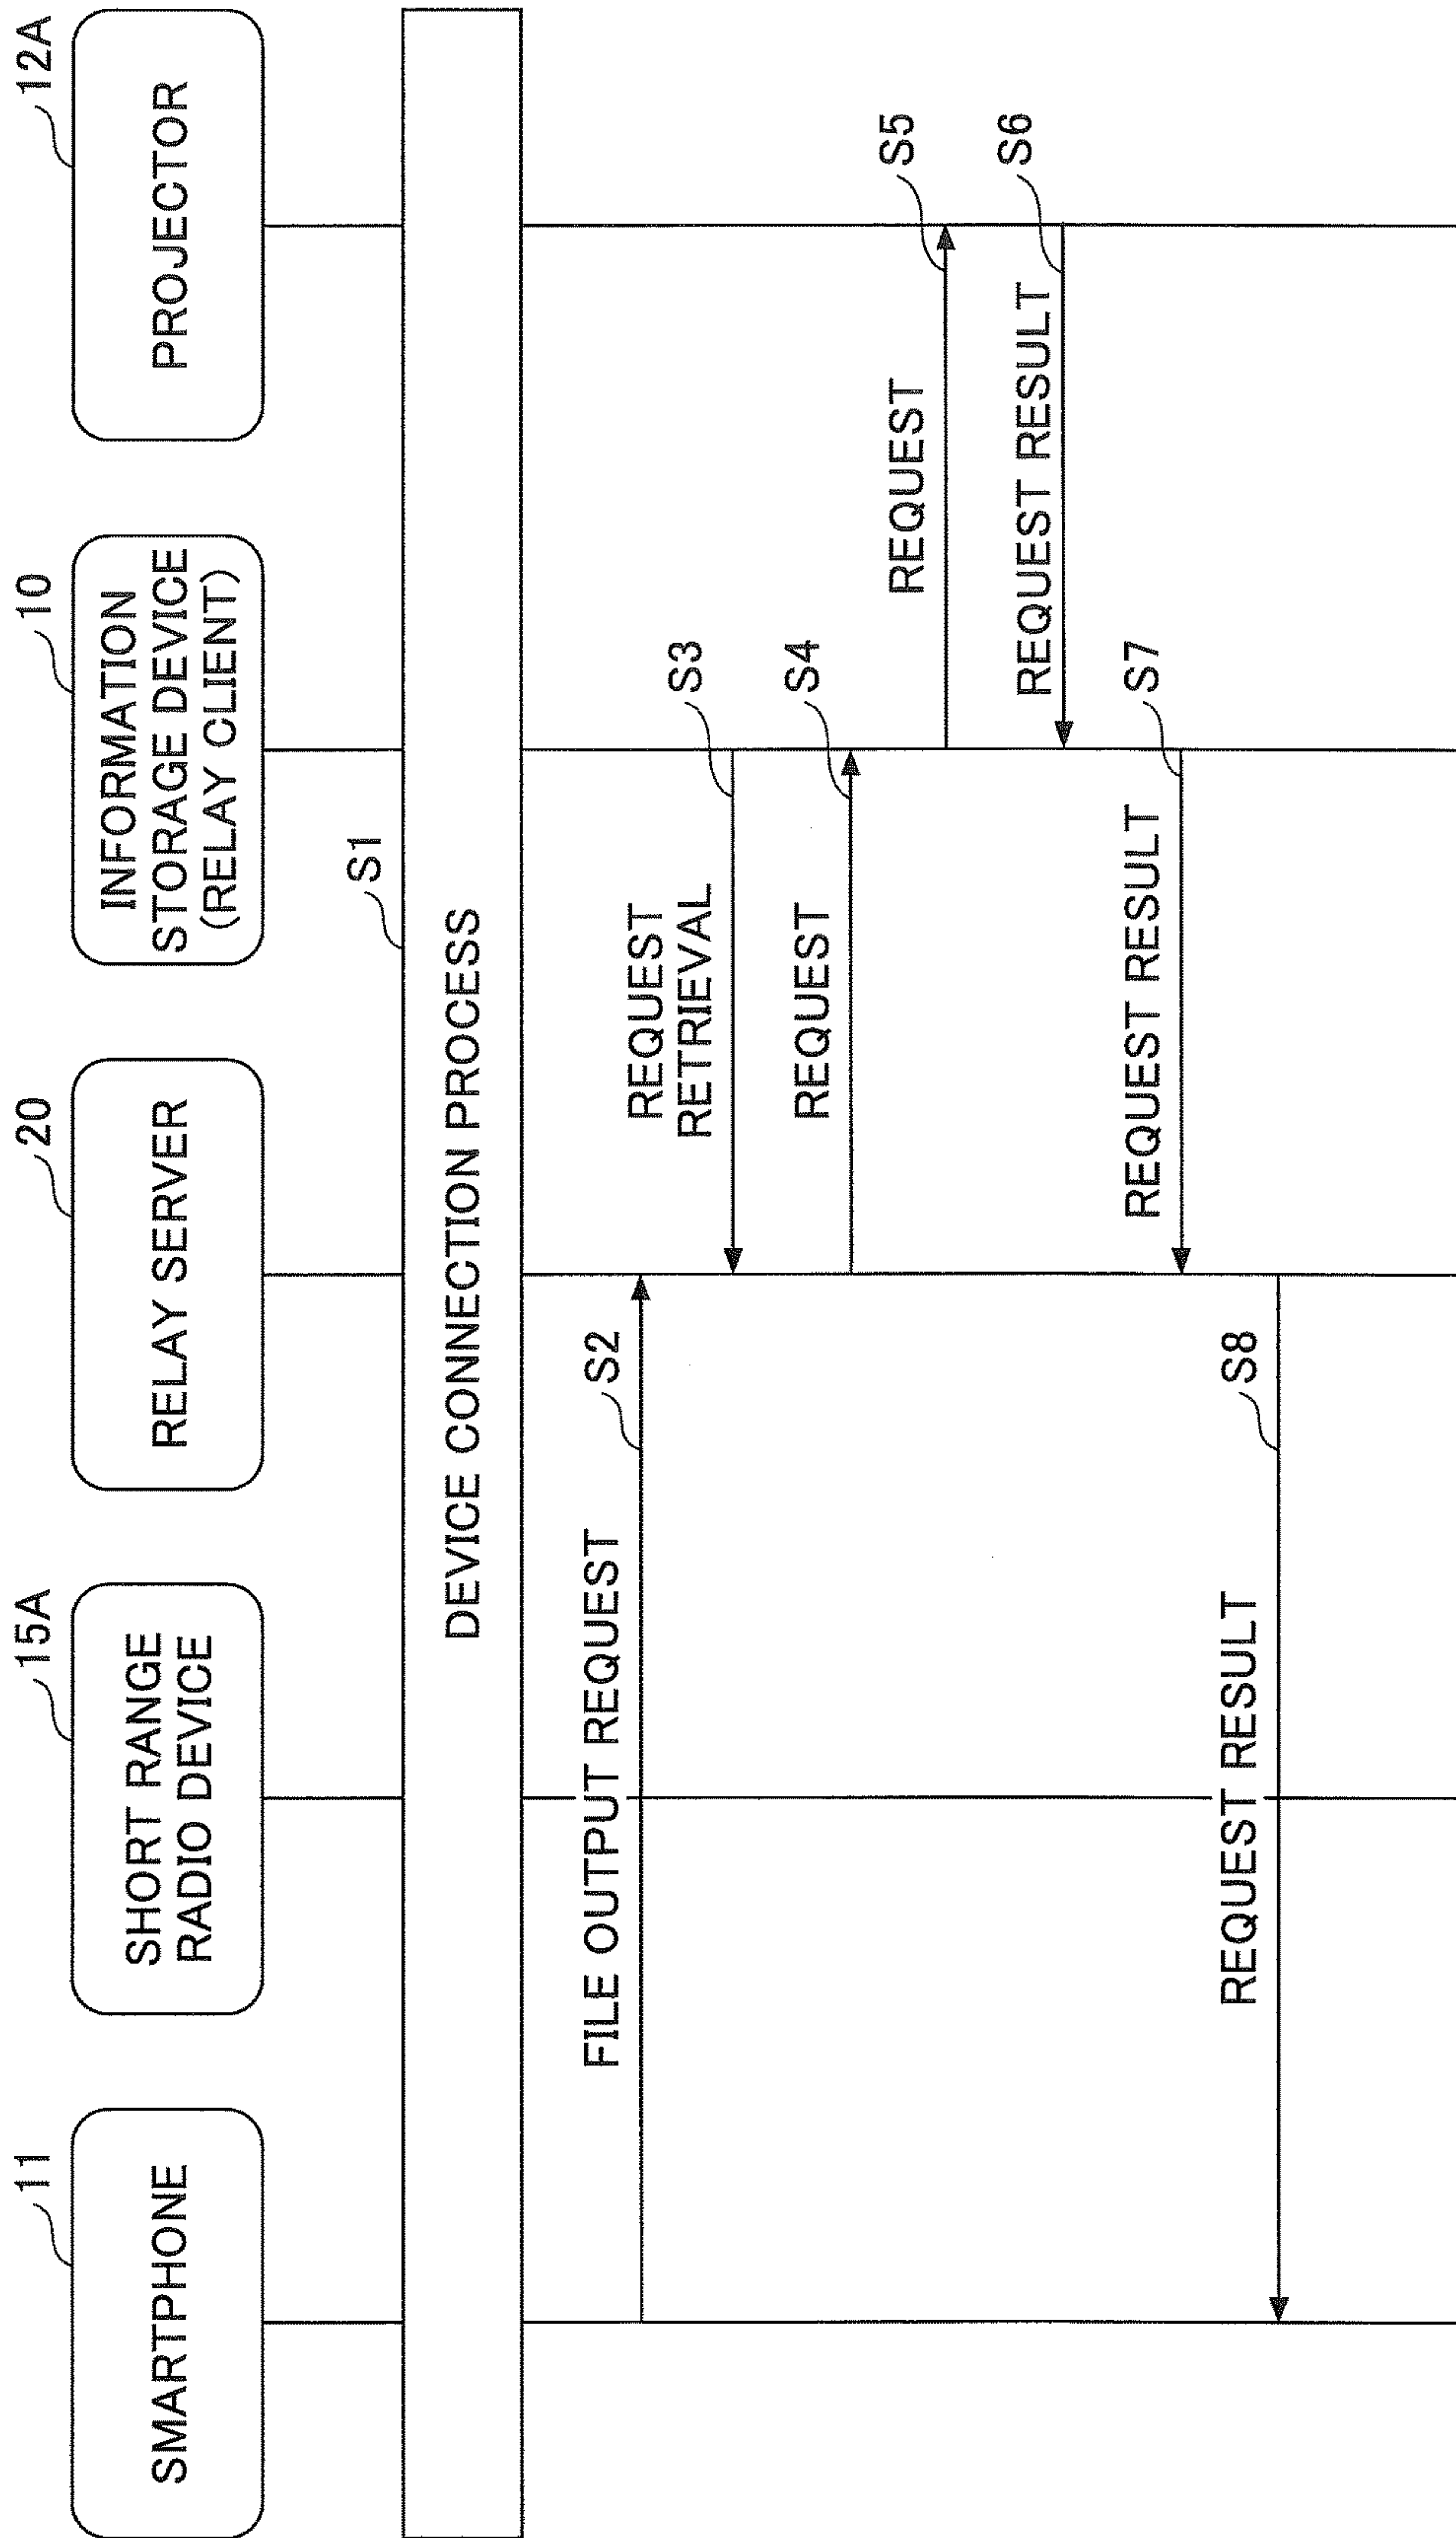 11
SMARTPHONE
15A
SHORT RANGE
RADIO DEVICE
20
RELAY SERVER
10
INFORMATION
STORAGE DEVICE
(RELAY CLIENT)
12A
PROJECTOR
S1
DEVICE CONNECTION PROCESS
FILE OUTPUT REQUEST
S2
REQUEST
RETRIEVAL
S3
REQUEST
S4
REQUEST
S5
REQUEST RESULT
S6
REQUEST RESULT
S7
REQUEST RESULT
S8